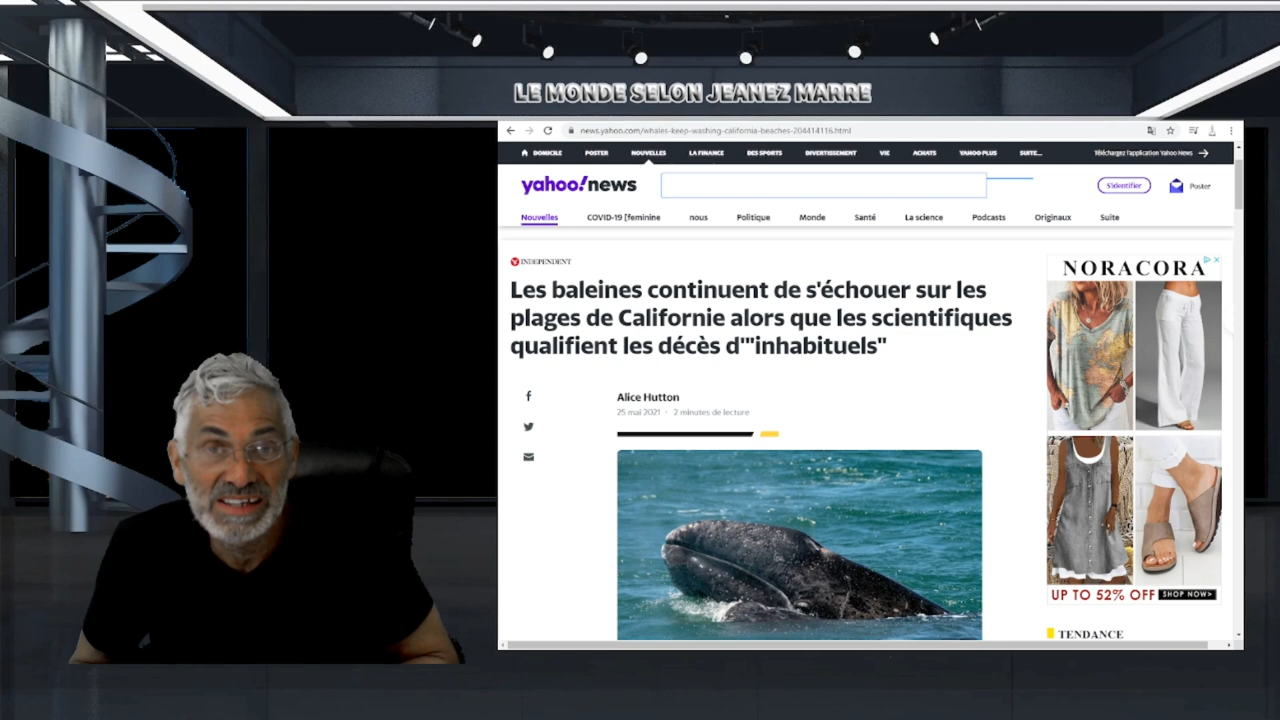 LE MONDE SELON JEANEZ MARRE
news.yahoo.com/whales-keep-washing-california-beaches-204414116.html
DOMICILE POSTER NOUVELLES LA FINANCE DES SPORTS DIVERTISSEMENT VIE ACHATS YAHOO PLUS SUITE... Téléchargez l'application Yahoo News
yahoo!news S'identifier Poster
Nouvelles COVID-19 [feminine nous Politique Monde Santé La science Podcasts Originaux Suite
INDEPENDENT
Les baleines continuent de s'échouer sur les
plages de Californie alors que les scientifiques
qualifient les décès d'"inhabituels"
Alice Hutton
25 mai 2021 · 2 minutes de lecture
NORACORA
UP TO 52% OFF SHOP NOW>
TENDANCE